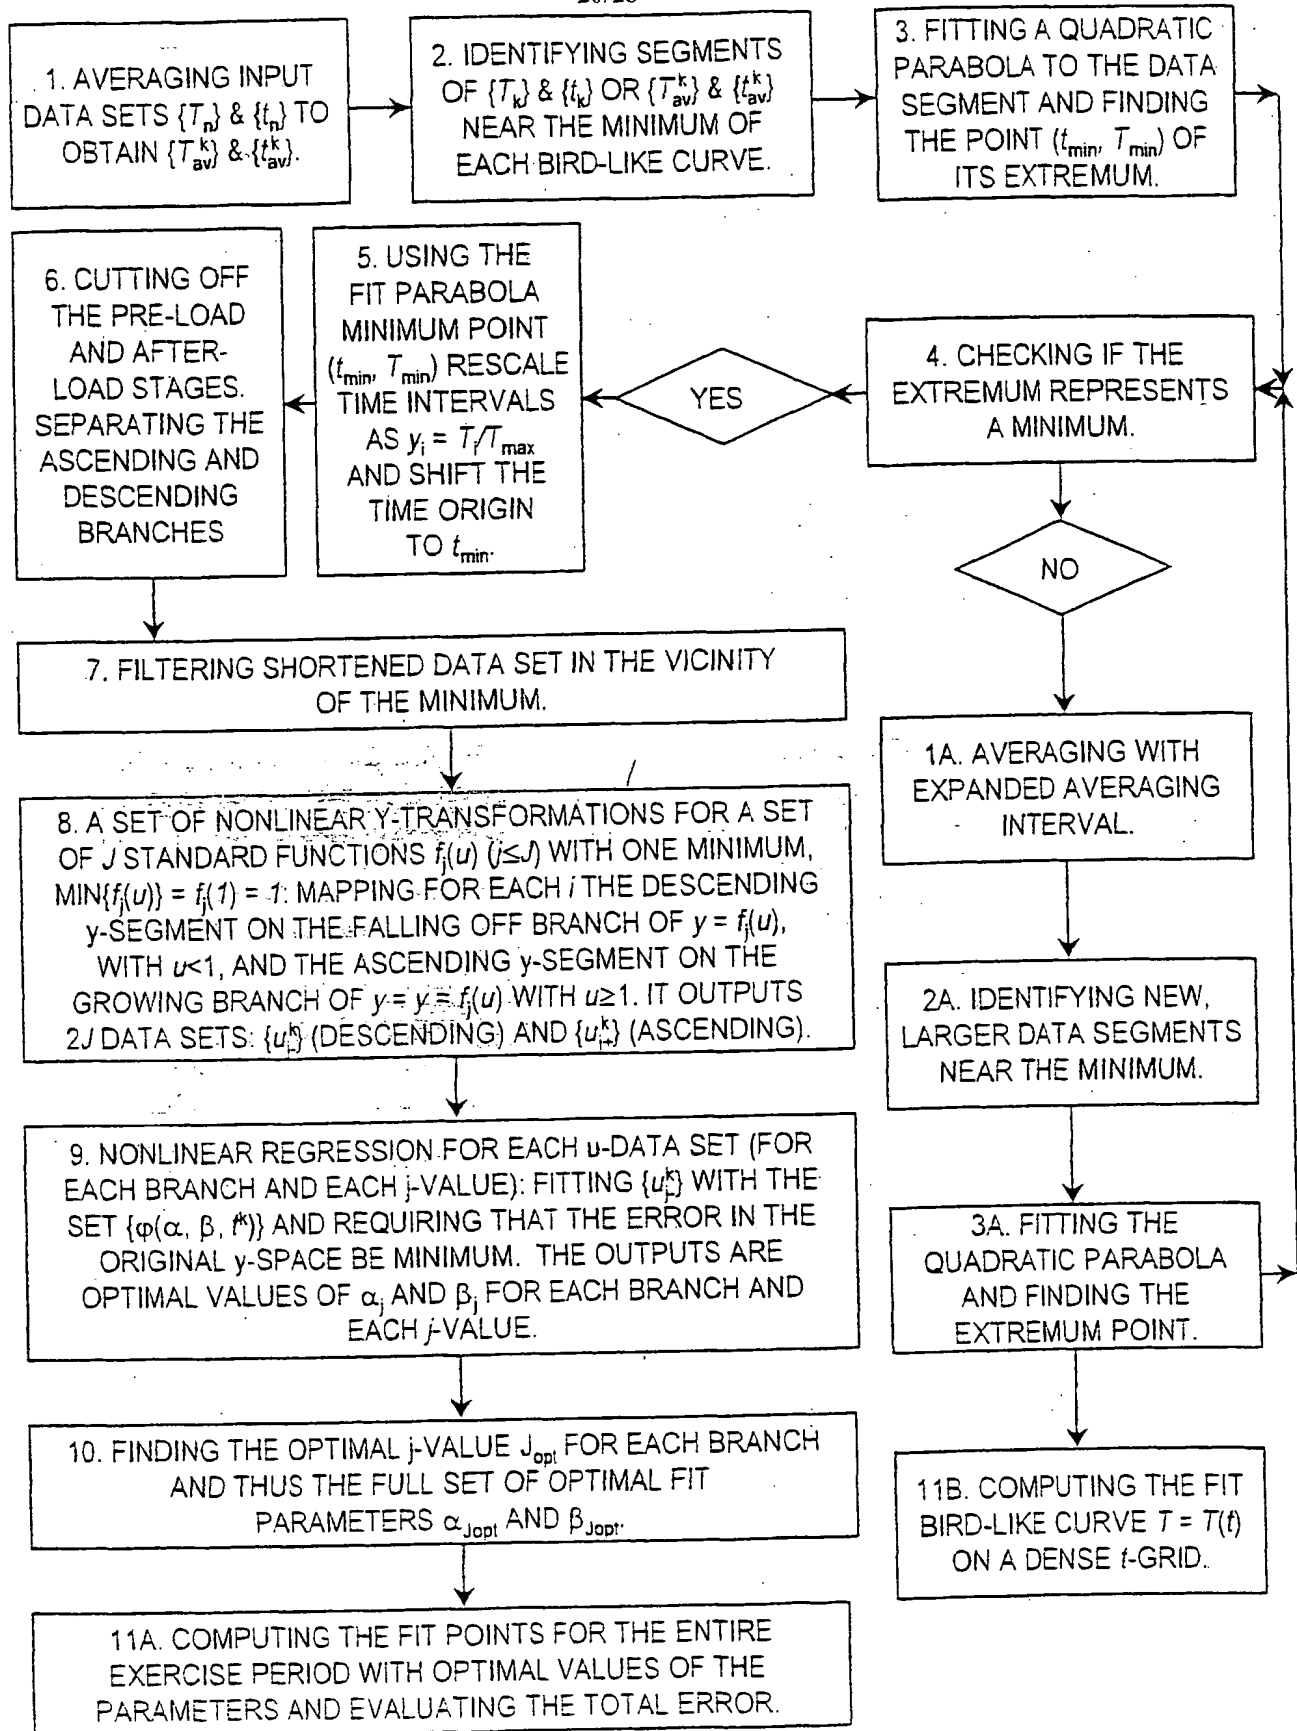 1. AVERAGING INPUT
DATA SETS {Tn} & {tn} TO
OBTAIN {T^k_av} & {t^k_av}.
2. IDENTIFYING SEGMENTS
OF {Tk} & {tk} OR {T^k_av} & {t^k_av}
NEAR THE MINIMUM OF
EACH BIRD-LIKE CURVE.
3. FITTING A QUADRATIC
PARABOLA TO THE DATA
SEGMENT AND FINDING
THE POINT (tmin, Tmin) OF
ITS EXTREMUM.
4. CHECKING IF THE
EXTREMUM REPRESENTS
A MINIMUM.
YES
5. USING THE
FIT PARABOLA
MINIMUM POINT
(tmin, Tmin) RESCALE
TIME INTERVALS
AS yi = Ti/Tmax
AND SHIFT THE
TIME ORIGIN
TO tmin.
6. CUTTING OFF
THE PRE-LOAD
AND AFTER-
LOAD STAGES.
SEPARATING THE
ASCENDING AND
DESCENDING
BRANCHES
NO
7. FILTERING SHORTENED DATA SET IN THE VICINITY
OF THE MINIMUM.
8. A SET OF NONLINEAR Y-TRANSFORMATIONS FOR A SET
OF J STANDARD FUNCTIONS fj(u) (j≤J) WITH ONE MINIMUM,
MIN{fj(u)} = fj(1) = 1: MAPPING FOR EACH i THE DESCENDING
y-SEGMENT ON THE FALLING OFF BRANCH OF y = fj(u),
WITH u<1, AND THE ASCENDING y-SEGMENT ON THE
GROWING BRANCH OF y = y = fj(u) WITH u≥1. IT OUTPUTS
2J DATA SETS: {u^k_i-} (DESCENDING) AND {u^k_i+} (ASCENDING).
9. NONLINEAR REGRESSION FOR EACH u-DATA SET (FOR
EACH BRANCH AND EACH j-VALUE): FITTING {u^k_j-} WITH THE
SET {φ(α, β, t^k)} AND REQUIRING THAT THE ERROR IN THE
ORIGINAL y-SPACE BE MINIMUM. THE OUTPUTS ARE
OPTIMAL VALUES OF αj AND βj FOR EACH BRANCH AND
EACH j-VALUE.
10. FINDING THE OPTIMAL j-VALUE Jopt FOR EACH BRANCH
AND THUS THE FULL SET OF OPTIMAL FIT
PARAMETERS αJopt AND βJopt.
11A. COMPUTING THE FIT POINTS FOR THE ENTIRE
EXERCISE PERIOD WITH OPTIMAL VALUES OF THE
PARAMETERS AND EVALUATING THE TOTAL ERROR.
1A. AVERAGING WITH
EXPANDED AVERAGING
INTERVAL.
2A. IDENTIFYING NEW,
LARGER DATA SEGMENTS
NEAR THE MINIMUM.
3A. FITTING THE
QUADRATIC PARABOLA
AND FINDING THE
EXTREMUM POINT.
11B. COMPUTING THE FIT
BIRD-LIKE CURVE T = T(t)
ON A DENSE t-GRID.